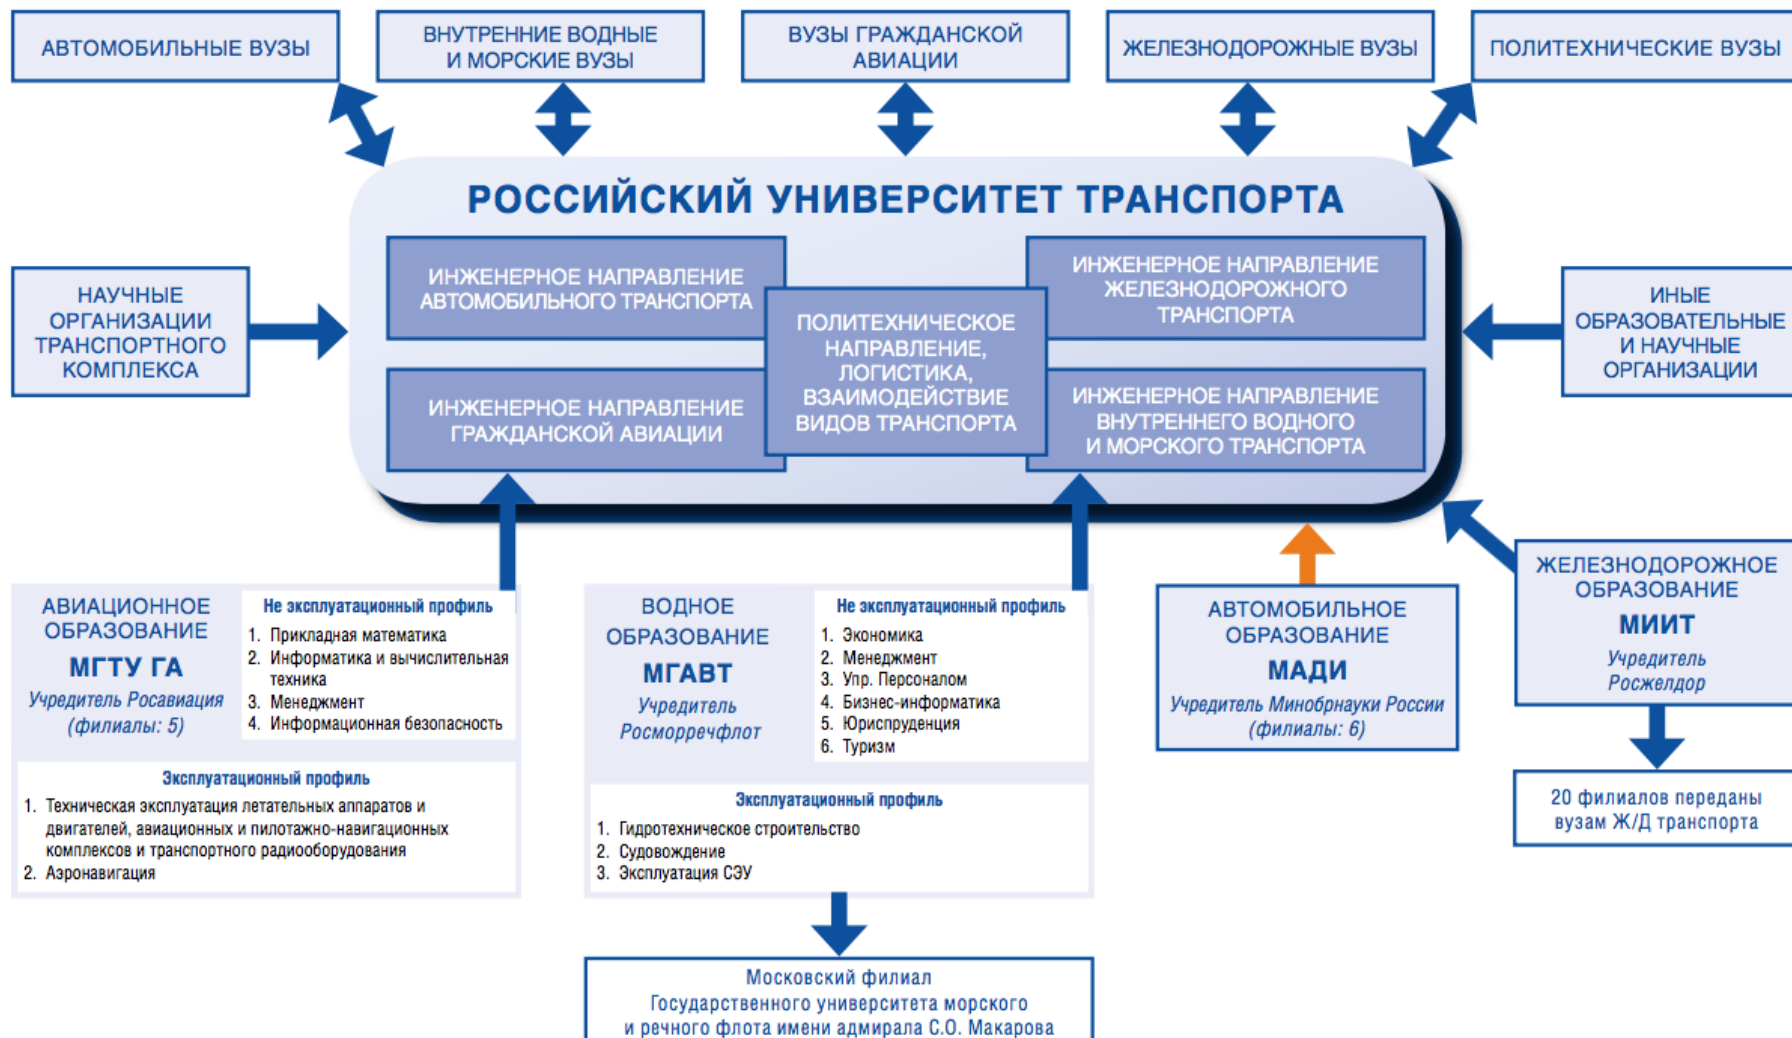 АВТОМОБИЛЬНЫЕ ВУЗЫ
ВНУТРЕННИЕ ВОДНЫЕ
И МОРСКИЕ ВУЗЫ
ВУЗЫ ГРАЖДАНСКОЙ
АВИАЦИИ
ЖЕЛЕЗНОДОРОЖНЫЕ ВУЗЫ
ПОЛИТЕХНИЧЕСКИЕ ВУЗЫ
РОССИЙСКИЙ УНИВЕРСИТЕТ ТРАНСПОРТА
НАУЧНЫЕ
ОРГАНИЗАЦИИ
ТРАНСПОРТНОГО
КОМПЛЕКСА
ИНЖЕНЕРНОЕ НАПРАВЛЕНИЕ
АВТОМОБИЛЬНОГО ТРАНСПОРТА
ИНЖЕНЕРНОЕ НАПРАВЛЕНИЕ
ГРАЖДАНСКОЙ АВИАЦИИ
ПОЛИТЕХНИЧЕСКОЕ
НАПРАВЛЕНИЕ,
ЛОГИСТИКА,
ВЗАИМОДЕЙСТВИЕ
ВИДОВ ТРАНСПОРТА
ИНЖЕНЕРНОЕ НАПРАВЛЕНИЕ
ЖЕЛЕЗНОДОРОЖНОГО
ТРАНСПОРТА
ИНЖЕНЕРНОЕ НАПРАВЛЕНИЕ
ВНУТРЕННЕГО ВОДНОГО
И МОРСКОГО ТРАНСПОРТА
ИНЫЕ
ОБРАЗОВАТЕЛЬНЫЕ
И НАУЧНЫЕ
ОРГАНИЗАЦИИ
АВИАЦИОННОЕ
ОБРАЗОВАНИЕ
МГТУ ГА
Учредитель Росавиация
(филиалы: 5)
Не эксплуатационный профиль
1. Прикладная математика
2. Информатика и вычислительная
техника
3. Менеджмент
4. Информационная безопасность
Эксплуатационный профиль
1. Техническая эксплуатация летательных аппаратов и
двигателей, авиационных и пилотажно-навигационных
комплексов и транспортного радиооборудования
2. Аэронавигация
ВОДНОЕ
ОБРАЗОВАНИЕ
МГАВТ
Учредитель
Росморречфлот
Не эксплуатационный профиль
1. Экономика
2. Менеджмент
3. Упр. Персоналом
4. Бизнес-информатика
5. Юриспруденция
6. Туризм
Эксплуатационный профиль
1. Гидротехническое строительство
2. Судовождение
3. Эксплуатация СЭУ
Московский филиал
Государственного университета морского
и речного флота имени адмирала С.О. Макарова
АВТОМОБИЛЬНОЕ
ОБРАЗОВАНИЕ
МАДИ
Учредитель Минобрнауки России
(филиалы: 6)
ЖЕЛЕЗНОДОРОЖНОЕ
ОБРАЗОВАНИЕ
МИИТ
Учредитель
Росжелдор
20 филиалов переданы
вузам Ж/Д транспорта